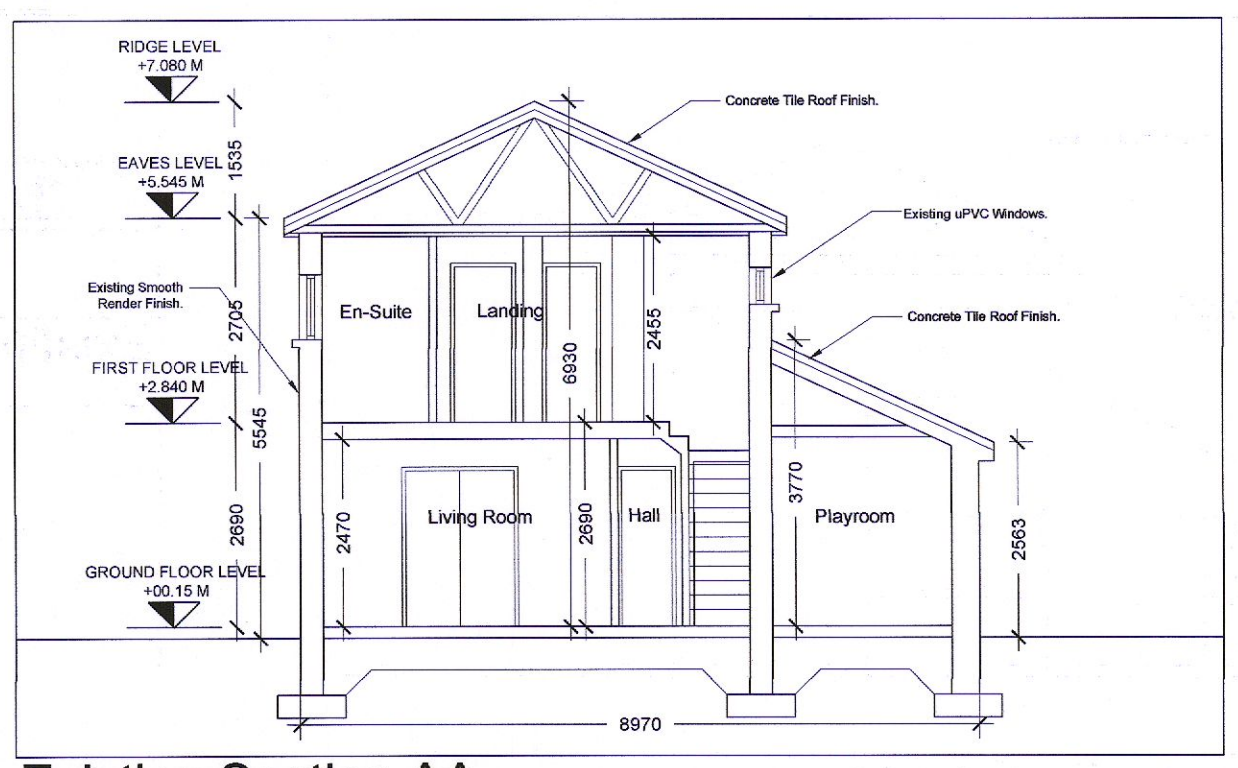 RIDGE LEVEL
+7.080 M
Concrete Tile Roof Finish.
1535
EAVES LEVEL
+5.545 M
Existing uPVC Windows.
Existing Smooth
Render Finish.
2705
En-Suite
Landing
2455
Concrete Tile Roof Finish.
6930
FIRST FLOOR LEVEL
+2.840 M
5545
2690
2470
Living Room
2690
Hall
3770
Playroom
2563
GROUND FLOOR LEVEL
+00.15 M
8970